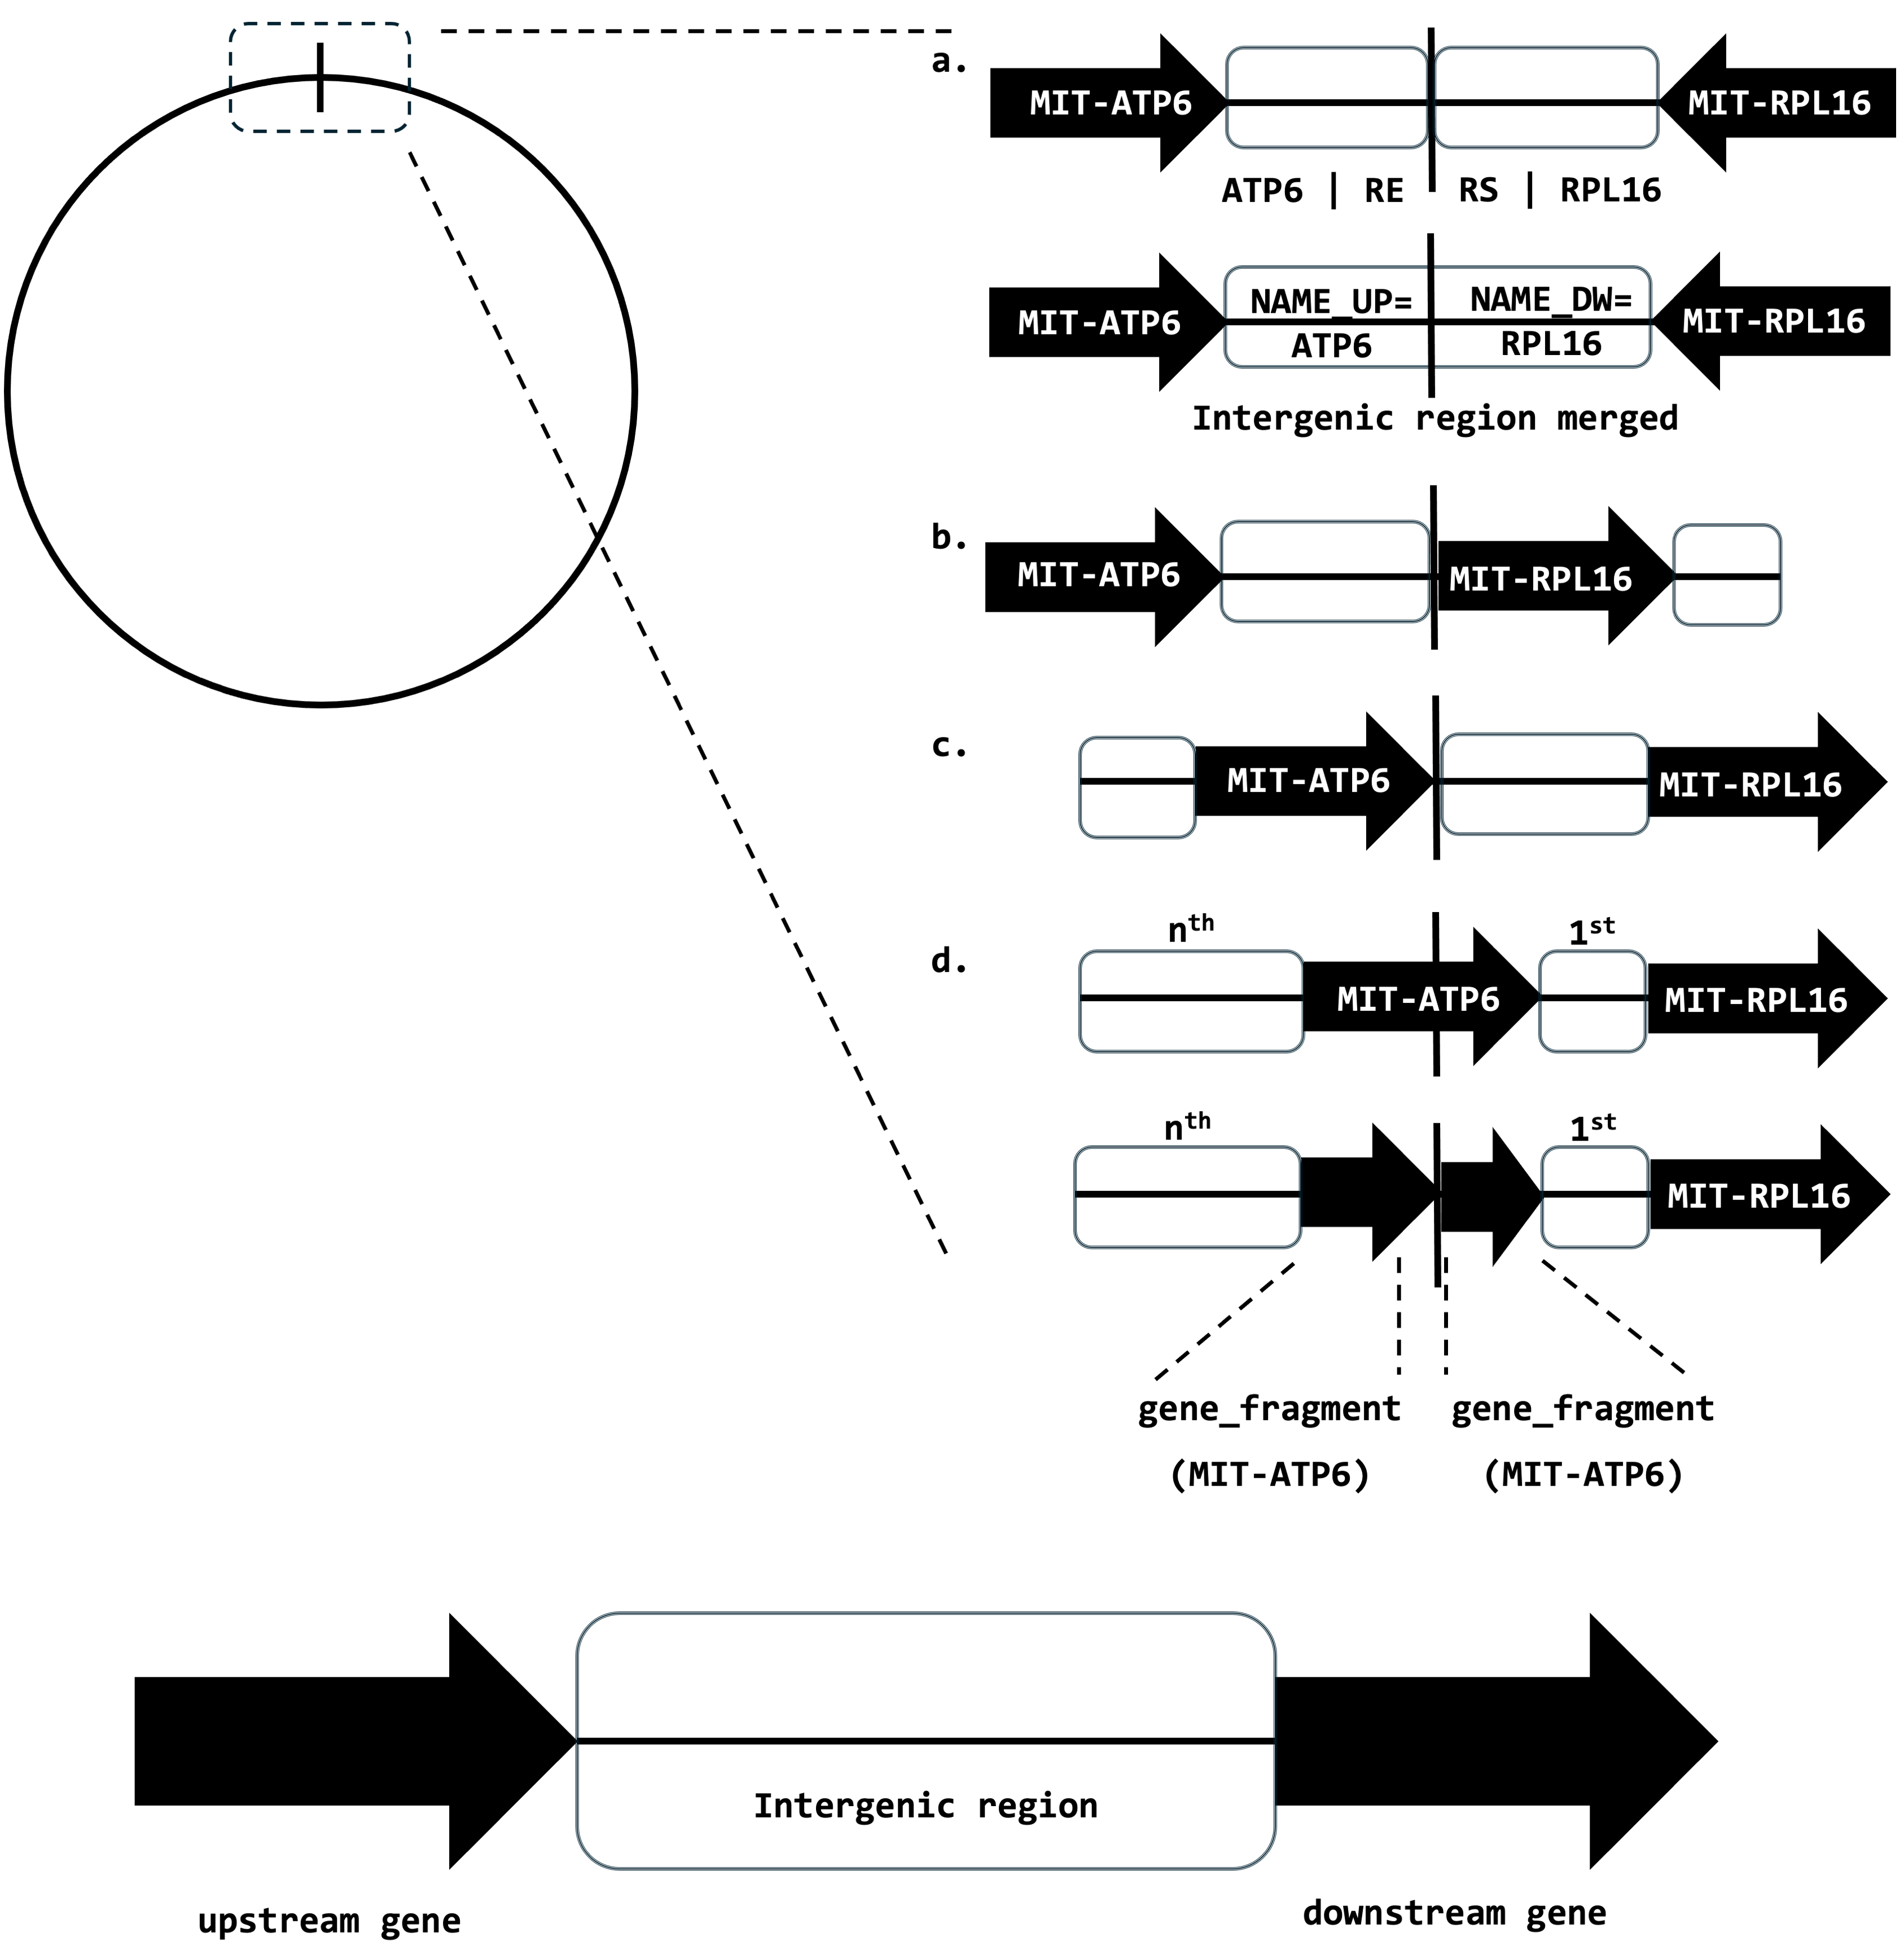 a.
MIT-ATP6 MIT-RPL16
ATP6 | RE RS | RPL16
NAME_UP= NAME_DW=
MIT-ATP6 MIT-RPL16
ATP6 RPL16
Intergenic region merged
b.
MIT-ATP6 MIT-RPL16
c.
MIT-ATP6 MIT-RPL16
nth 1st
d.
MIT-ATP6 MIT-RPL16
nth 1st
MIT-RPL16
gene_fragment gene_fragment
(MIT-ATP6) (MIT-ATP6)
Intergenic region
upstream gene downstream gene